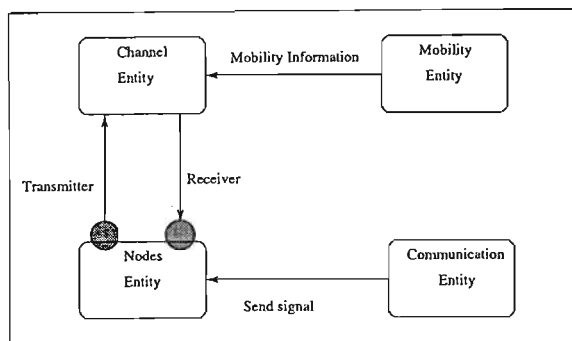 Channel
Entity
Mobility Information
Mobility
Entity
Transmitter
Receiver
Nodes
Entity
Communication
Entity
Send signal